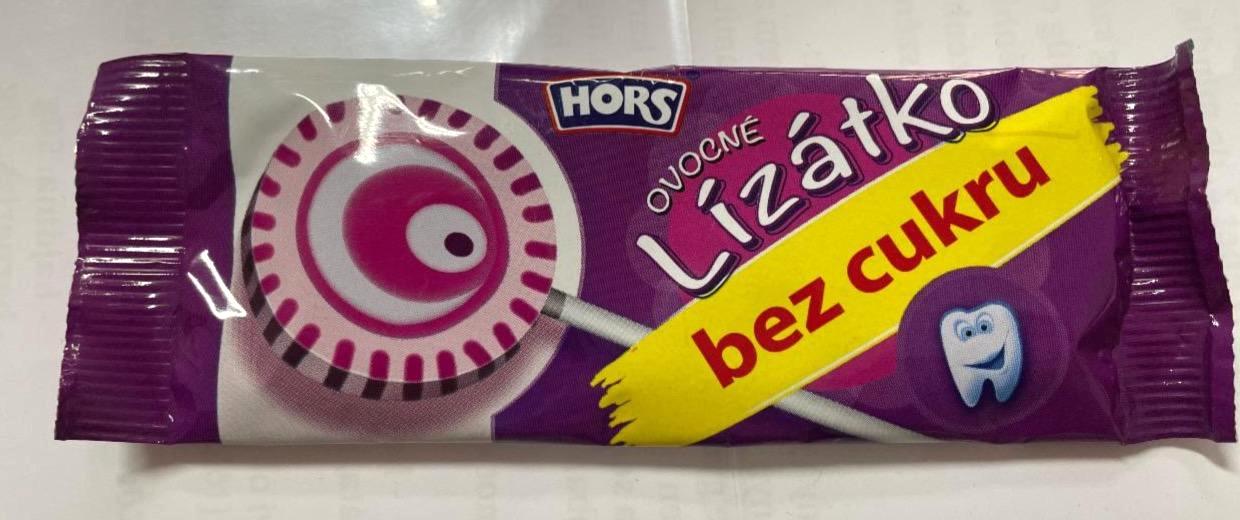 HORS
OVOCNÉ
Lízátko
bez cukru